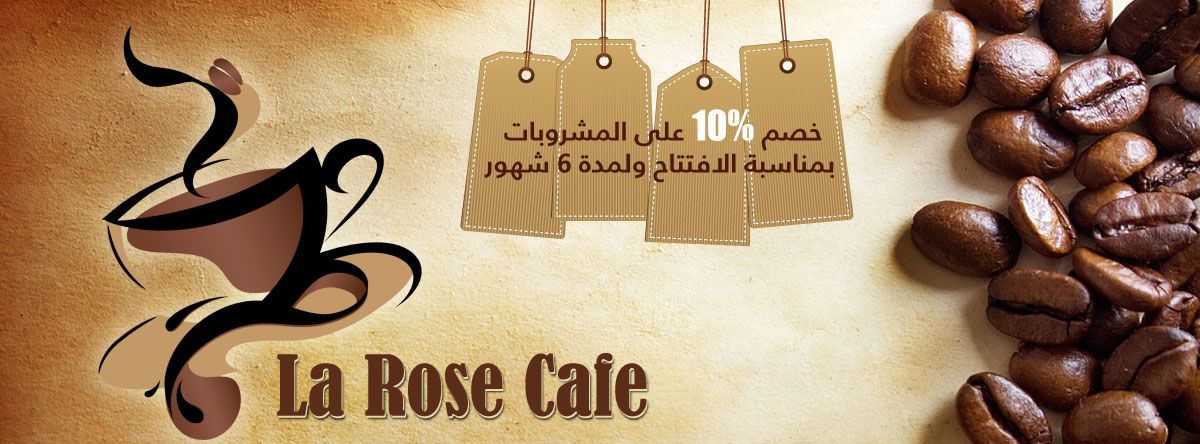 خصم 10% على المشروبات
بمناسبة الافتتاح ولمدة 6 شهور
La Rose Cafe